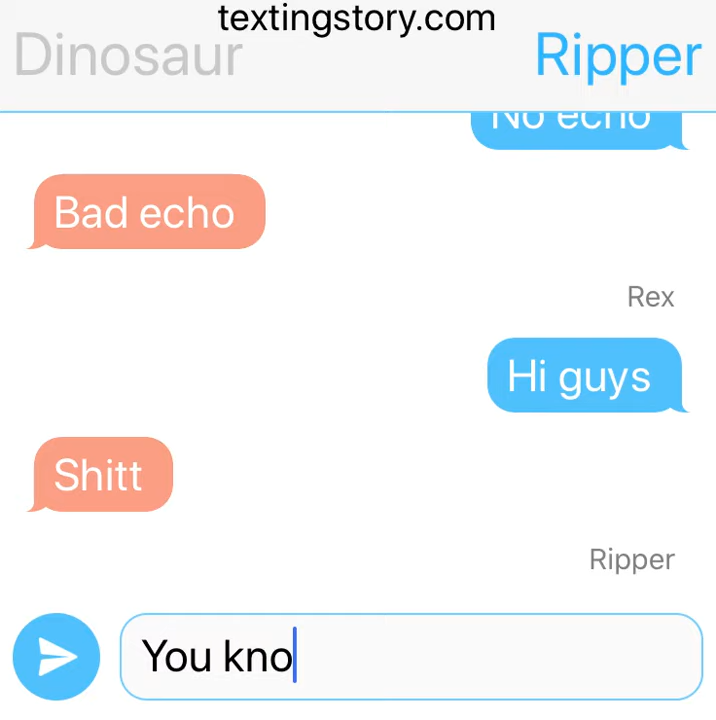 textingstory.com
Dinosaur
Ripper
No echo
Bad echo
Rex
Hi guys
Shitt
Ripper
You kno